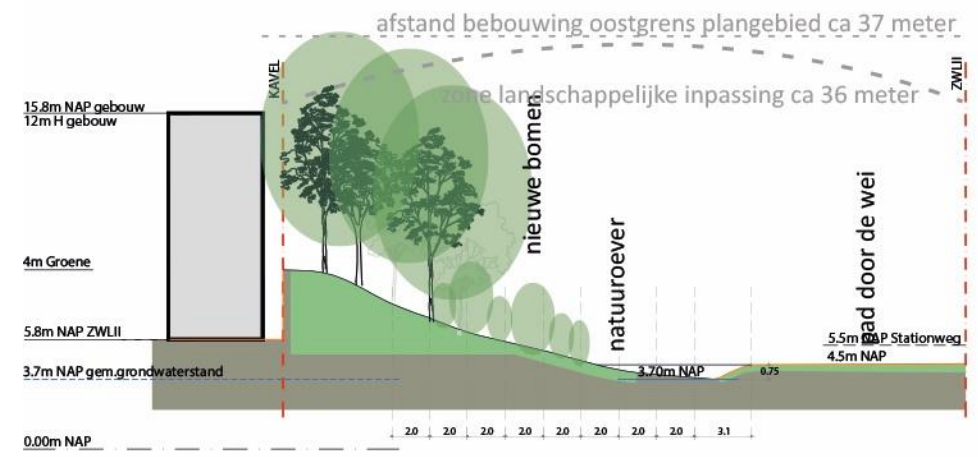 afstand bebouwing oostgrens plangebied ca 37 meter
KAVEL
ZWLII
zone landschappelijke inpassing ca 36 meter
15.8m NAP gebouw
12m H gebouw
nieuwe bomen
pad door de wei
natuuroever
4m Groene
5.8m NAP ZWLII
5.5m NAP Stationweg
4.5m NAP
3.7m NAP gem.grondwaterstand
3.70m NAP
0.75
2.0 2.0 2.0 2.0 2.0 2.0 2.0 2.0 3.1
0.00m NAP